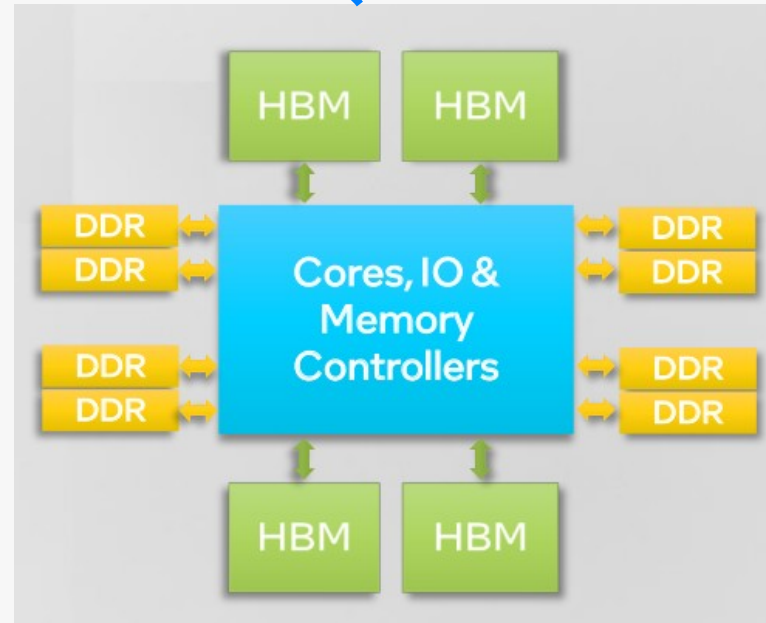 HBM
HBM
DDR
DDR
DDR
DDR
Cores, IO &
Memory
Controllers
DDR
DDR
DDR
DDR
HBM
HBM